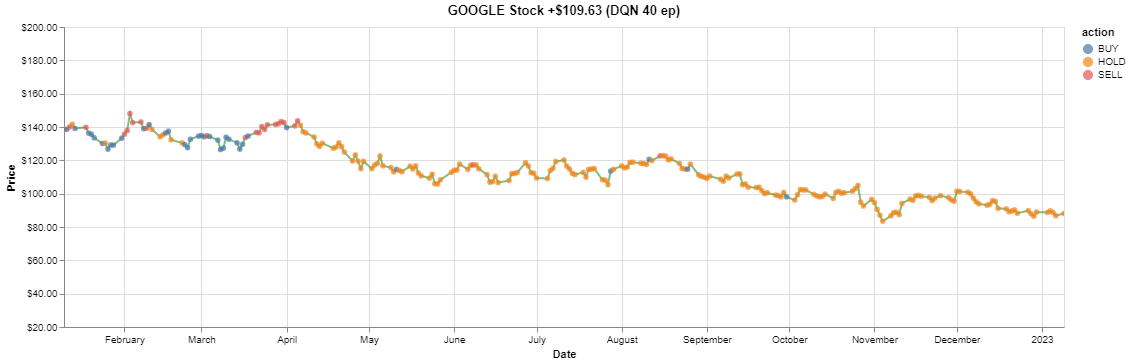 GOOGLE Stock +$109.63 (DQN 40 ep)
$200.00
$180.00
$160.00
$140.00
$120.00
$100.00
$80.00
$60.00
$40.00
$20.00
Price
February March April May June July August September October November December 2023
Date
action
BUY
HOLD
SELL